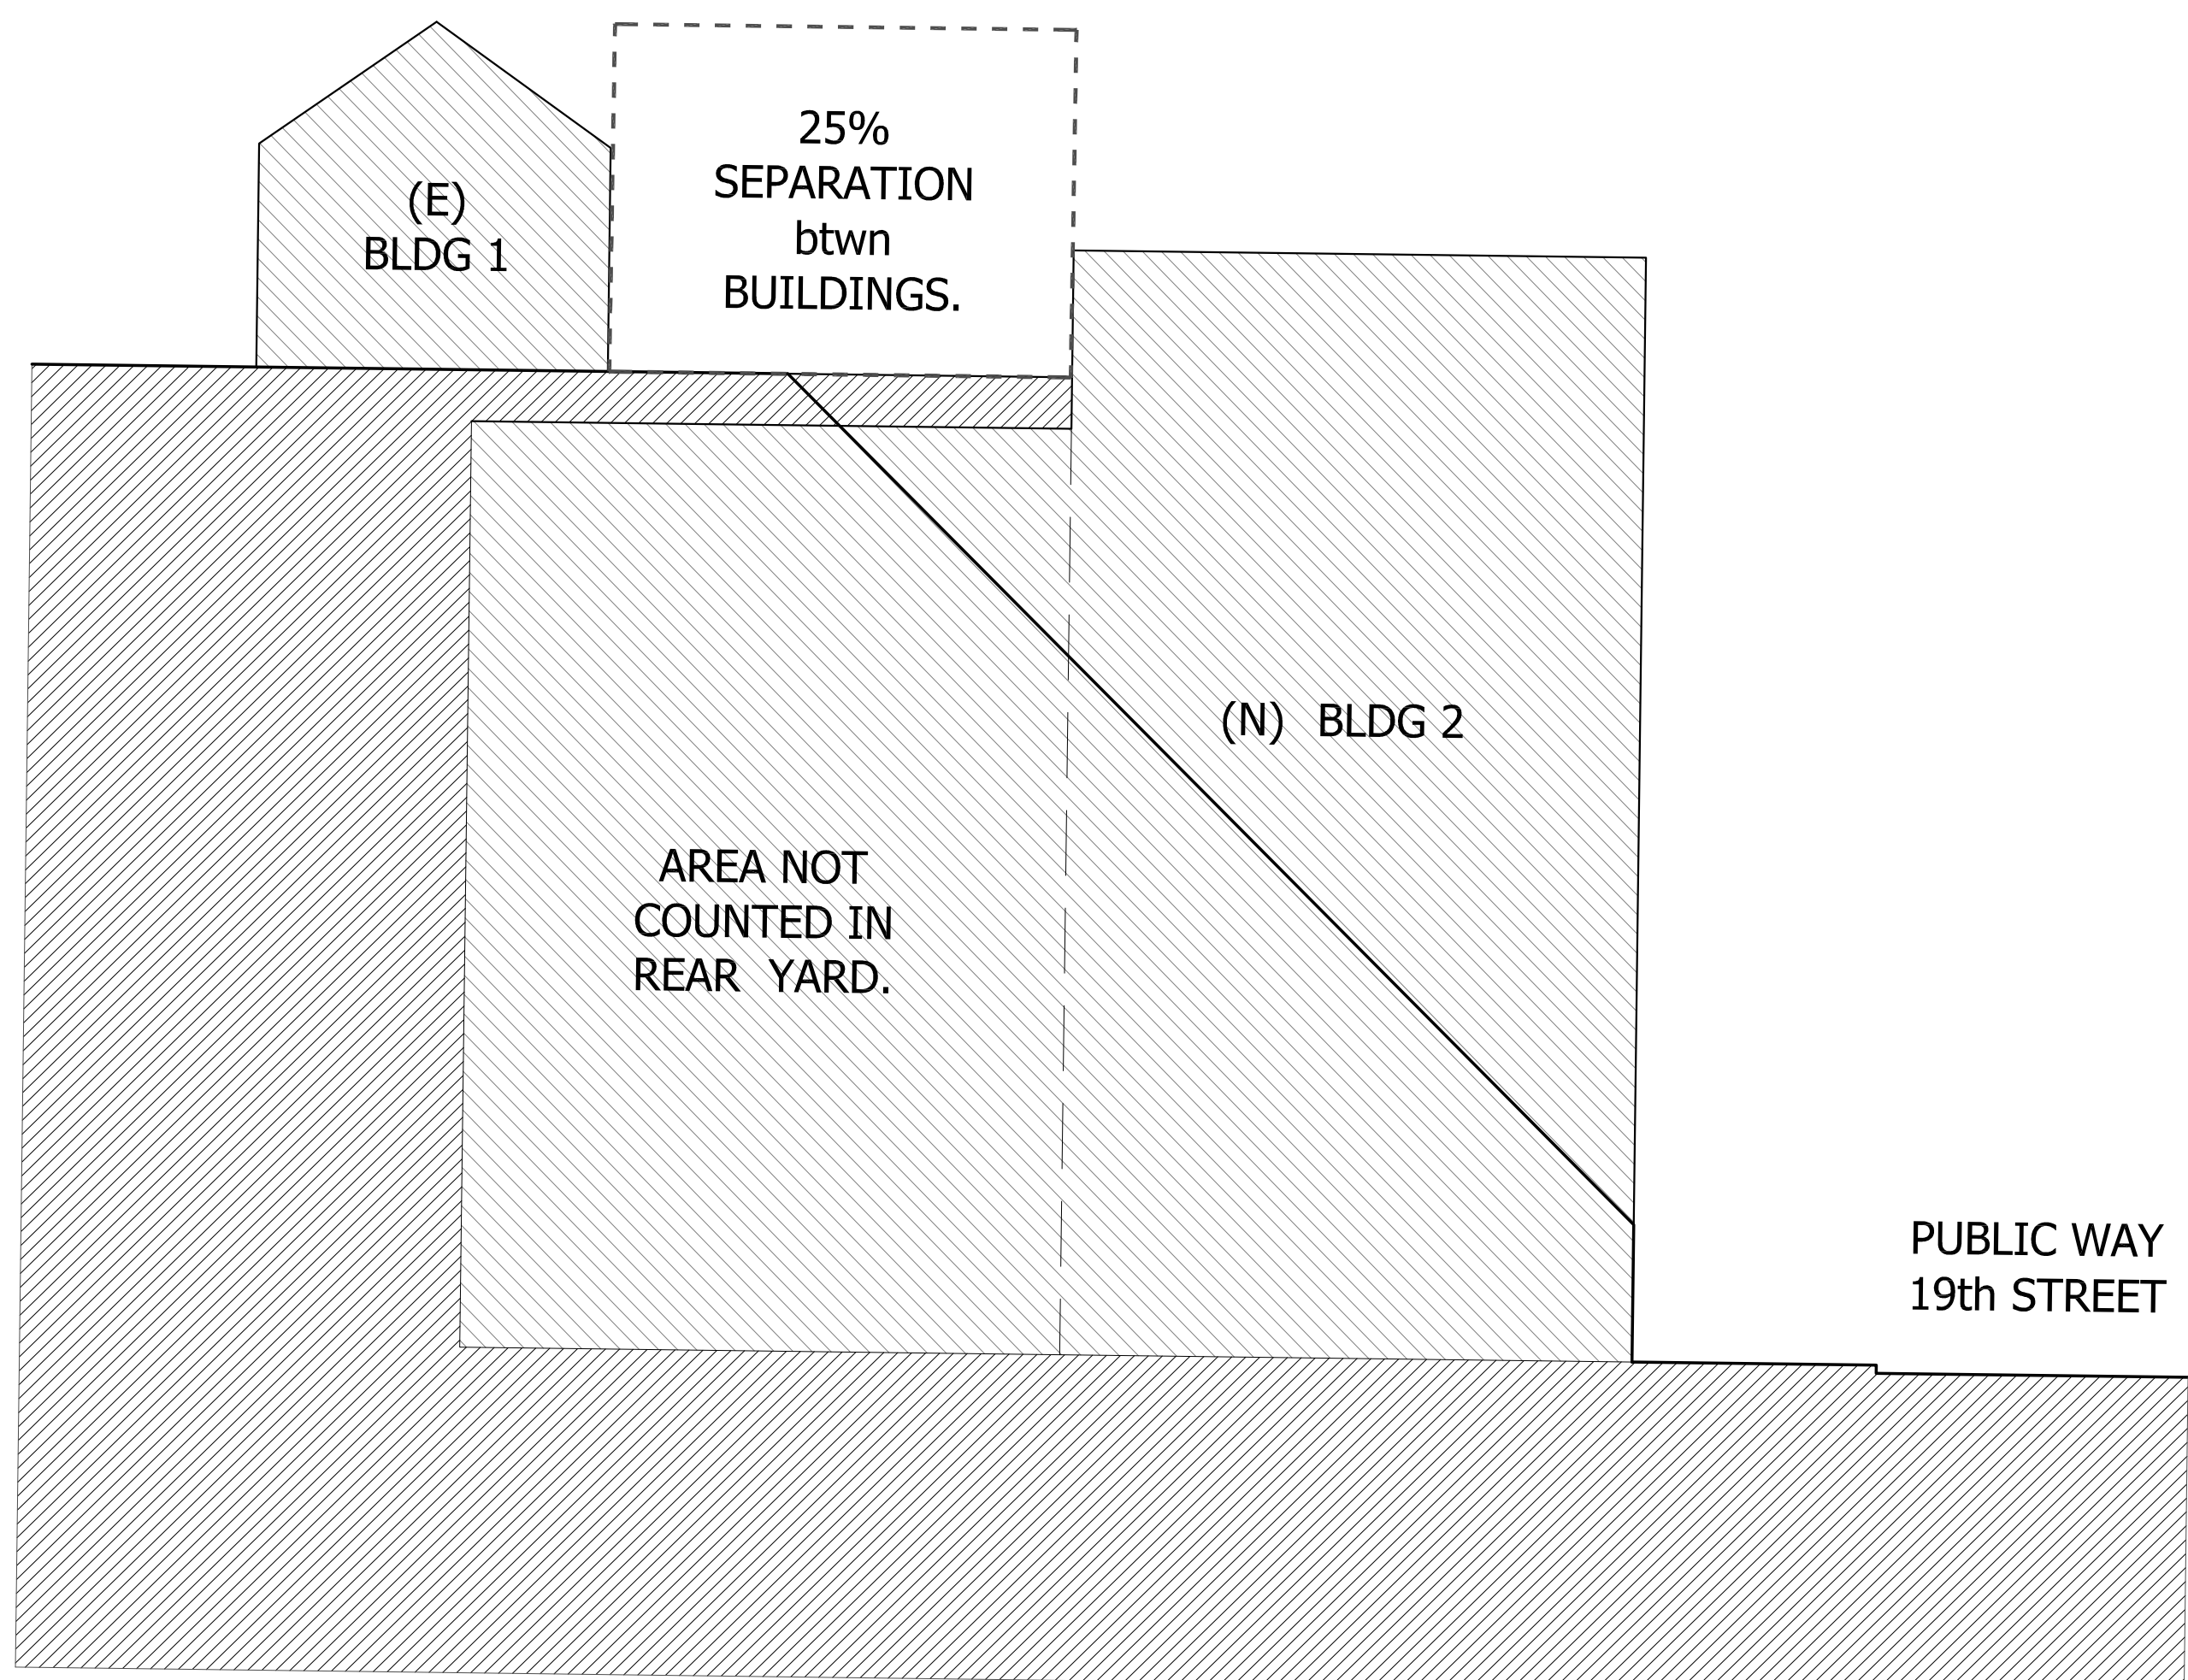 25%
SEPARATION
btwn
BUILDINGS.
(E)
BLDG 1
(N) BLDG 2
AREA NOT
COUNTED IN
REAR YARD.
PUBLIC WAY
19th STREET